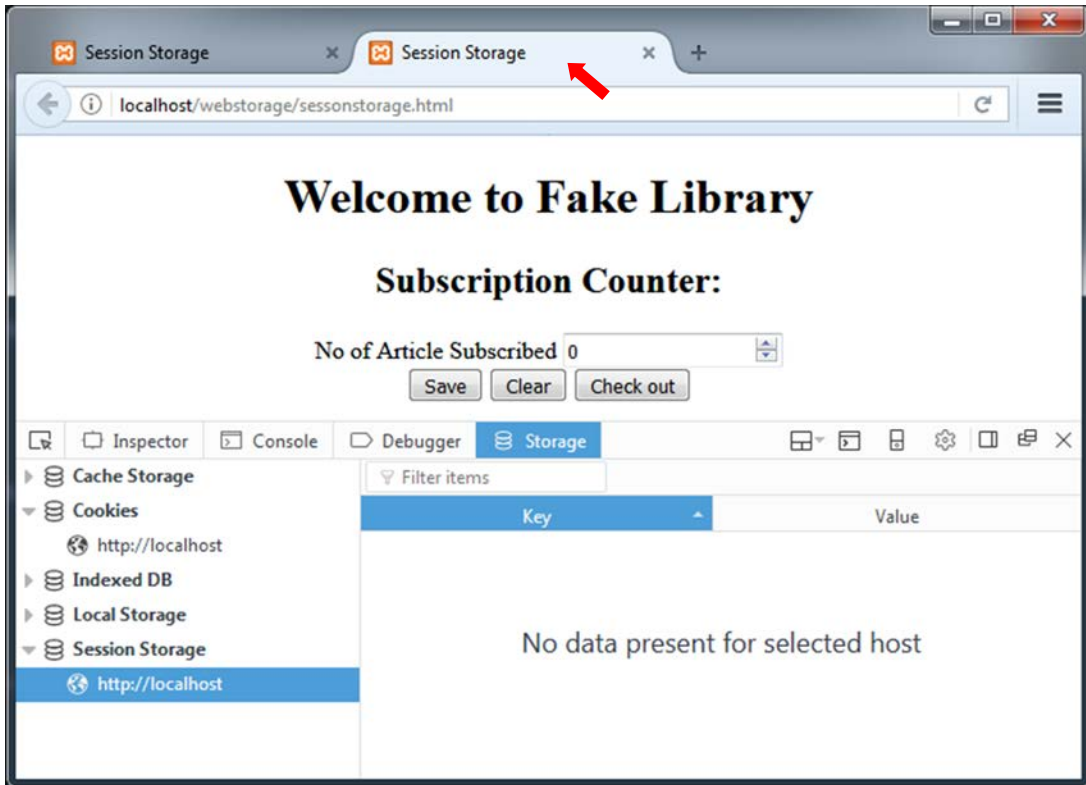 Session Storage
Session Storage
localhost/webstorage/sessonstorage.html
Welcome to Fake Library
Subscription Counter:
No of Article Subscribed 0
Save Clear Check out
Inspector Console Debugger Storage
Cache Storage
Filter items
Cookies
Key Value
http://localhost
Indexed DB
Local Storage
Session Storage
No data present for selected host
http://localhost